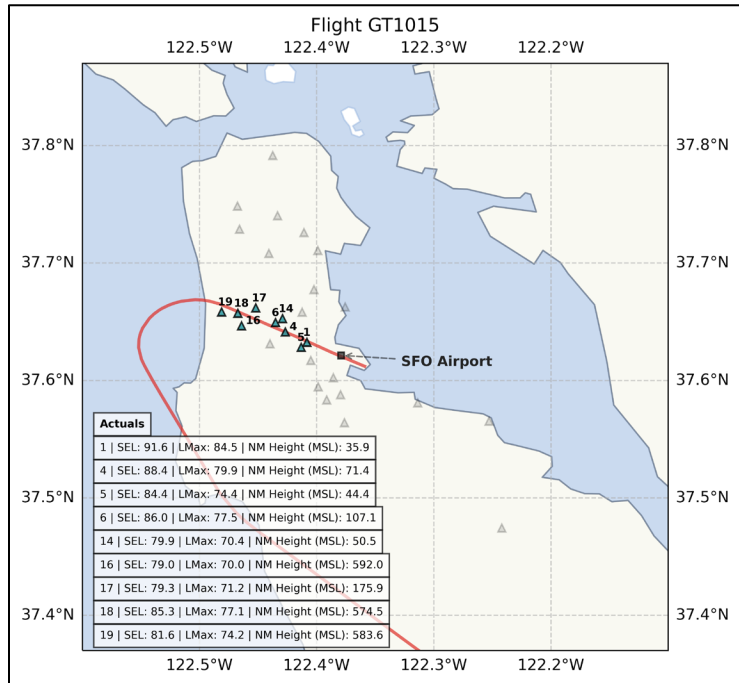 Flight GT1015
122.5°W 122.4°W 122.3°W 122.2°W
37.8°N 37.8°N
37.7°N 37.7°N
19 18 17 16 6 14 4 5 1
SFO Airport
37.6°N 37.6°N
Actuals
1 | SEL: 91.6 | LMax: 84.5 | NM Height (MSL): 35.9
4 | SEL: 88.4 | LMax: 79.9 | NM Height (MSL): 71.4
5 | SEL: 84.4 | LMax: 74.4 | NM Height (MSL): 44.4
37.5°N 37.5°N
6 | SEL: 86.0 | LMax: 77.5 | NM Height (MSL): 107.1
14 | SEL: 79.9 | LMax: 70.4 | NM Height (MSL): 50.5
16 | SEL: 79.0 | LMax: 70.0 | NM Height (MSL): 592.0
17 | SEL: 79.3 | LMax: 71.2 | NM Height (MSL): 175.9
37.4°N 37.4°N
18 | SEL: 85.3 | LMax: 77.1 | NM Height (MSL): 574.5
19 | SEL: 81.6 | LMax: 74.2 | NM Height (MSL): 583.6
122.5°W 122.4°W 122.3°W 122.2°W